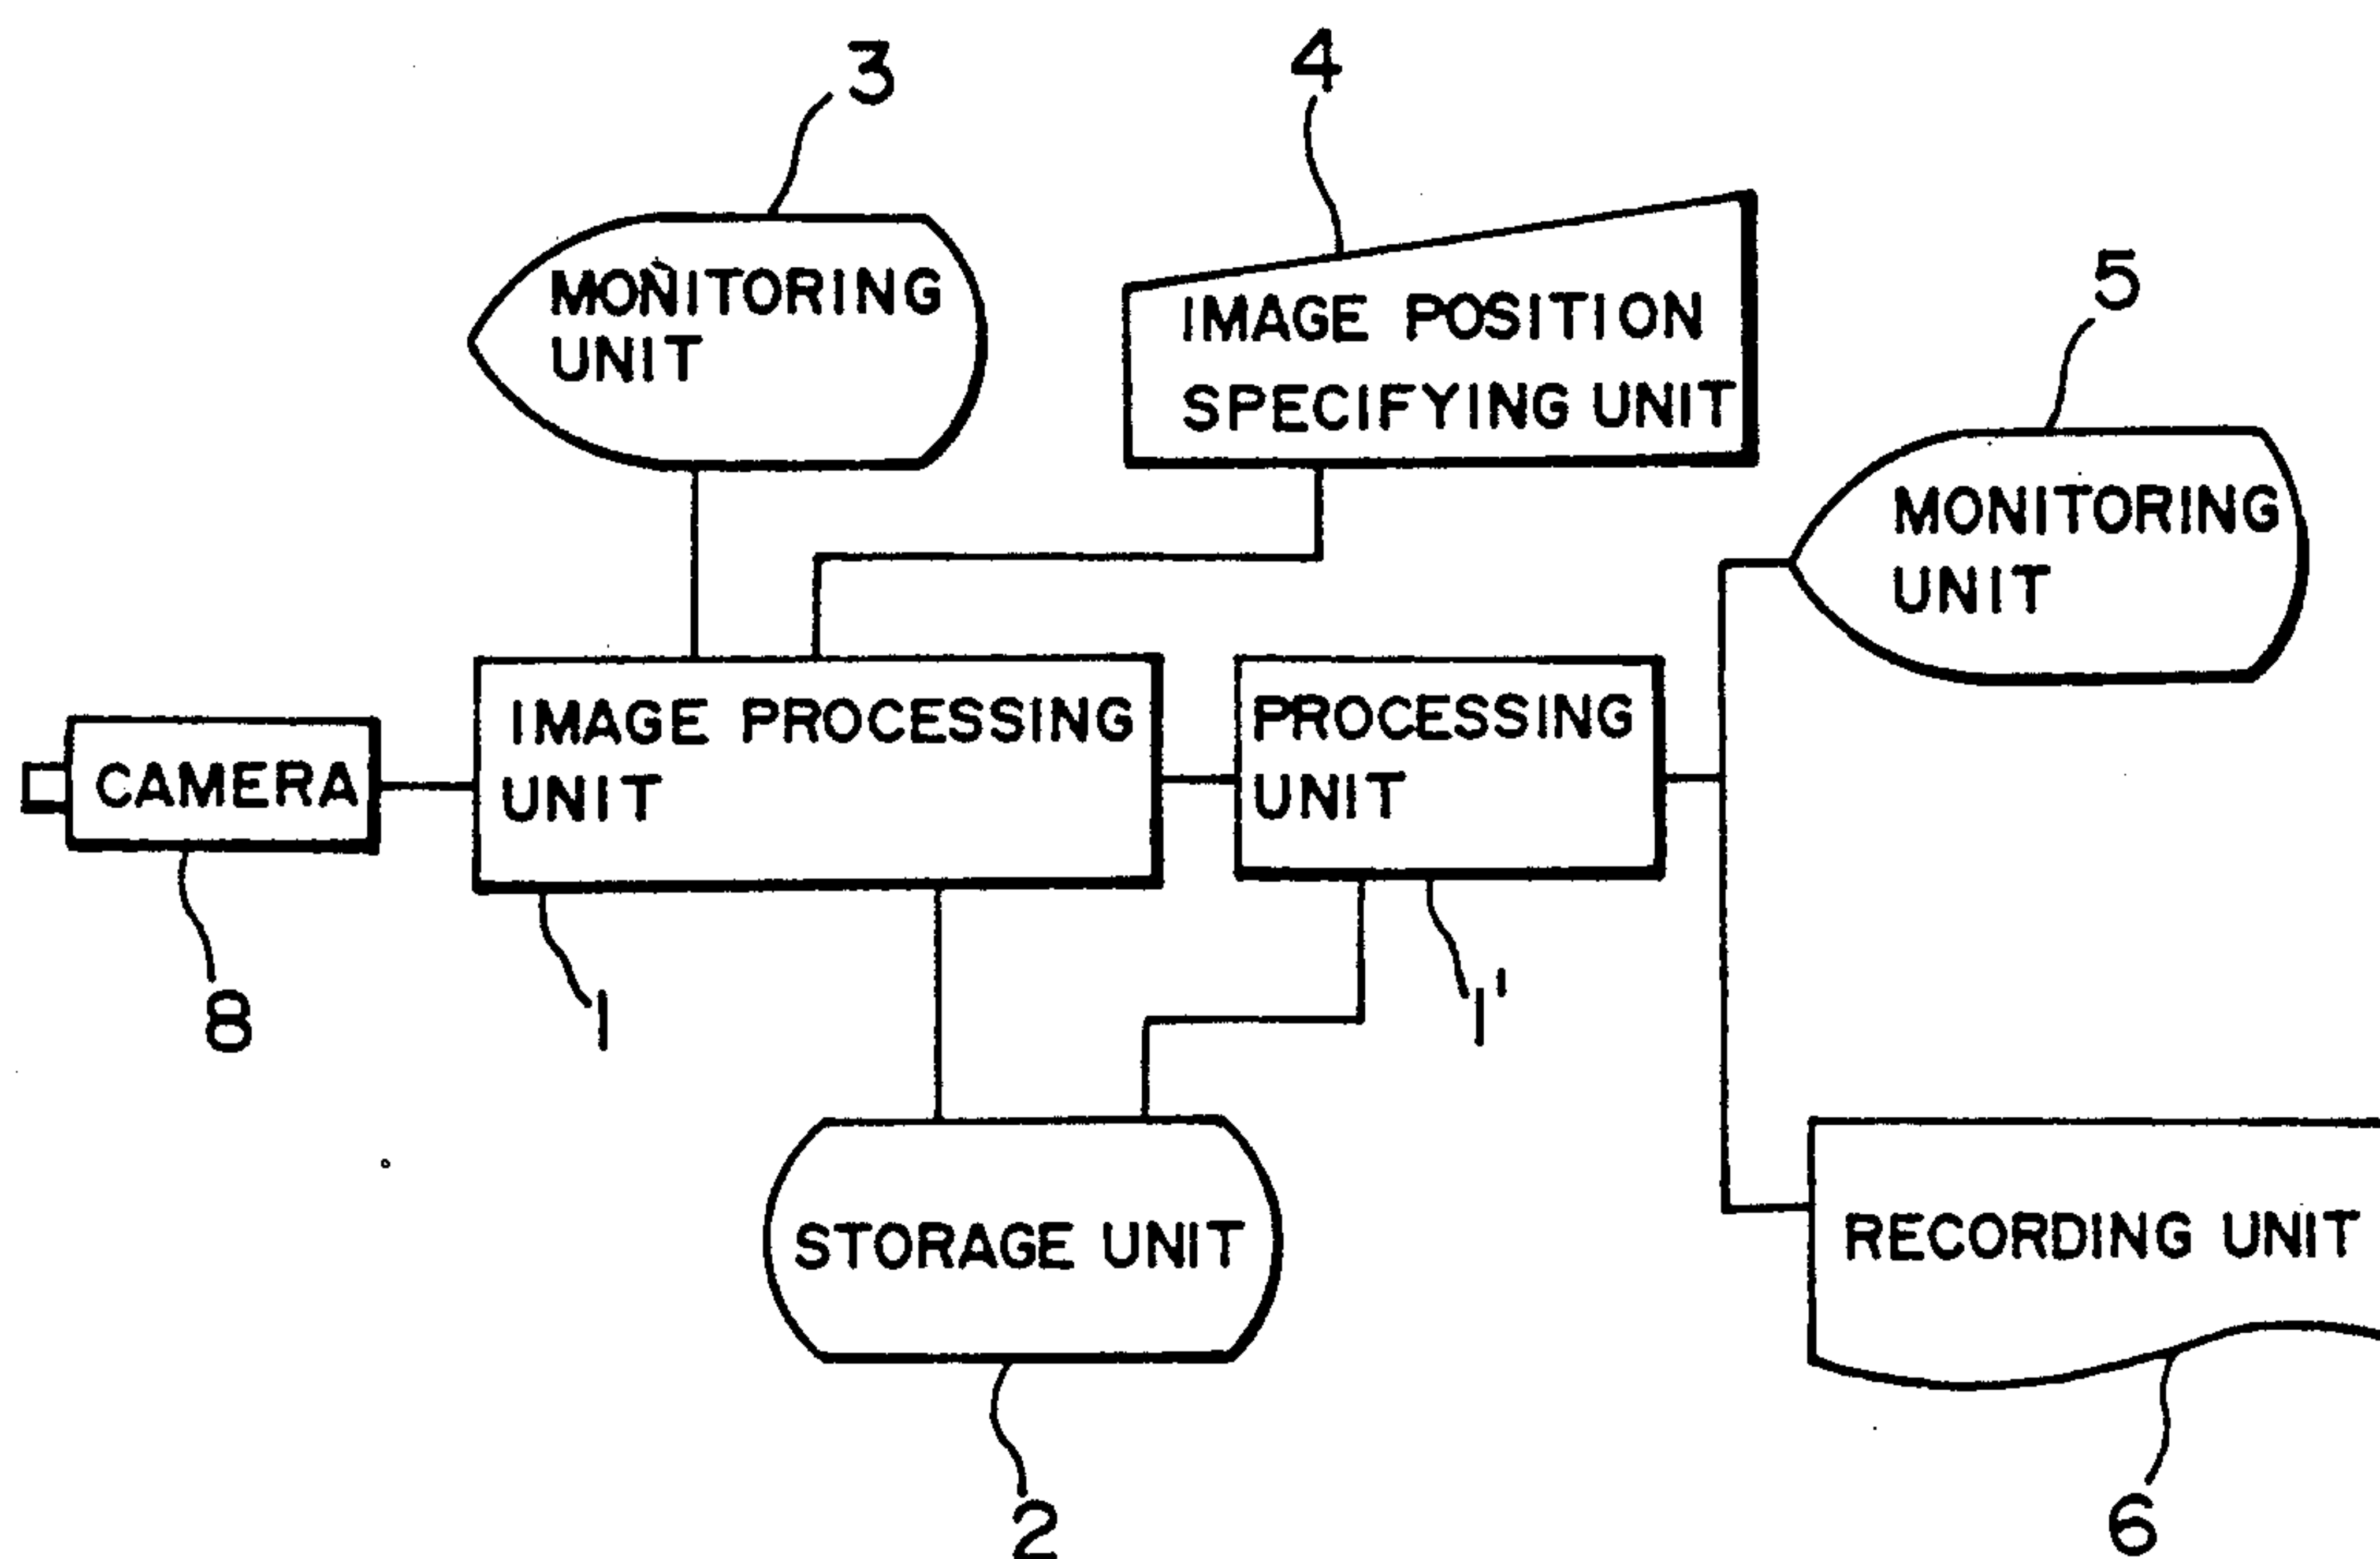 3
4
MONITORING
UNIT
IMAGE POSITION
SPECIFYING UNIT
5
MONITORING
UNIT
IMAGE PROCESSING
UNIT
PROCESSING
UNIT
CAMERA
8
1
1'
STORAGE UNIT
RECORDING UNIT
2
6